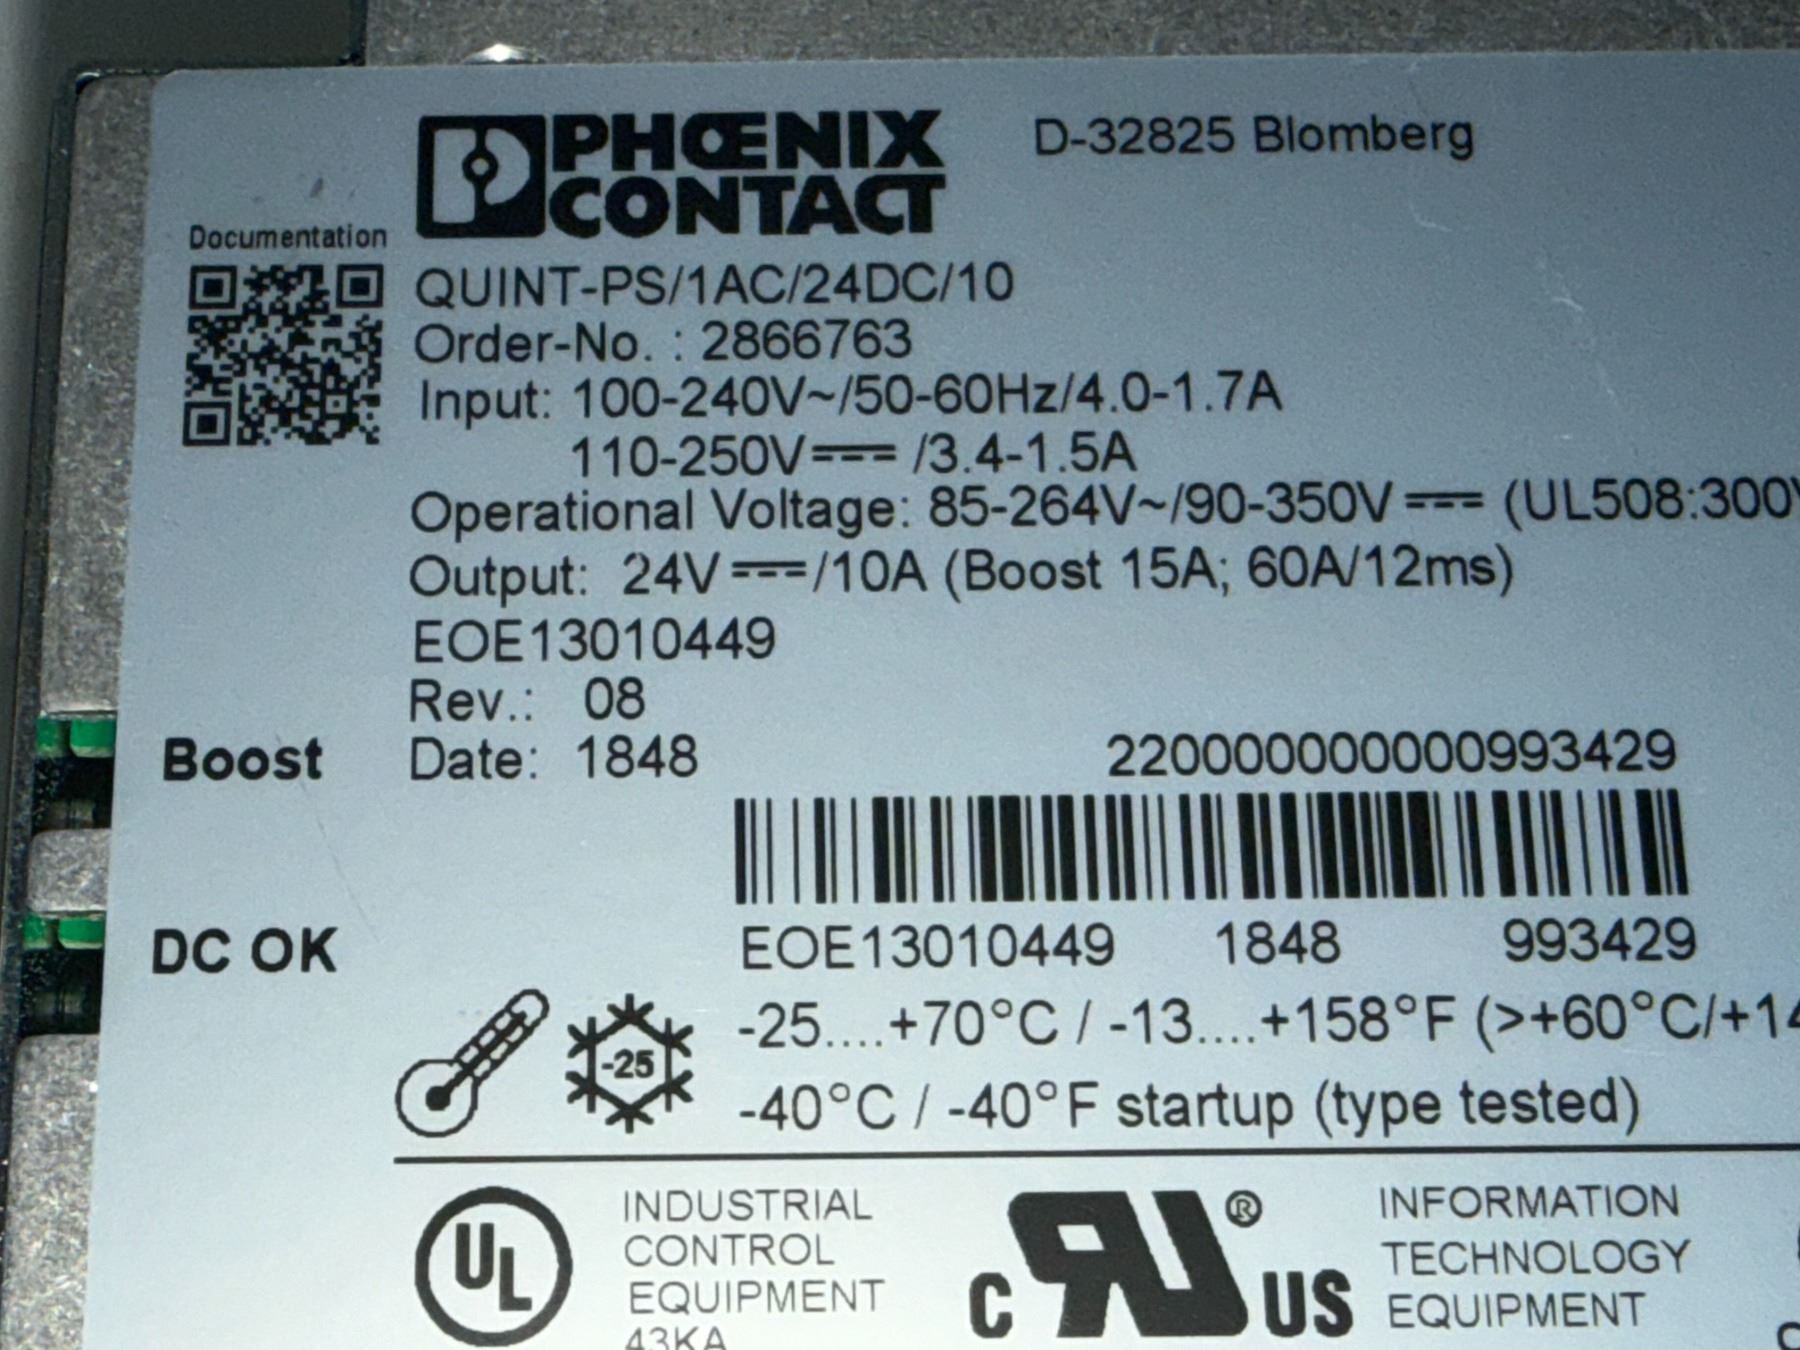 PHŒNIX
CONTACT
D-32825 Blomberg
Documentation
QUINT-PS/1AC/24DC/10
Order-No. : 2866763
Input: 100-240V~/50-60Hz/4.0-1.7A
110-250V⎓ /3.4-1.5A
Operational Voltage: 85-264V~/90-350V⎓ (UL508:300V
Output: 24V⎓/10A (Boost 15A; 60A/12ms)
EOE13010449
Rev.: 08
Boost
Date: 1848
2200000000000993429
EOE13010449 1848 993429
DC OK
-25
-25....+70°C / -13....+158°F (>+60°C/+14
-40°C / -40°F startup (type tested)
UL
INDUSTRIAL
CONTROL
EQUIPMENT
43KA
c RU ® US
INFORMATION
TECHNOLOGY
EQUIPMENT